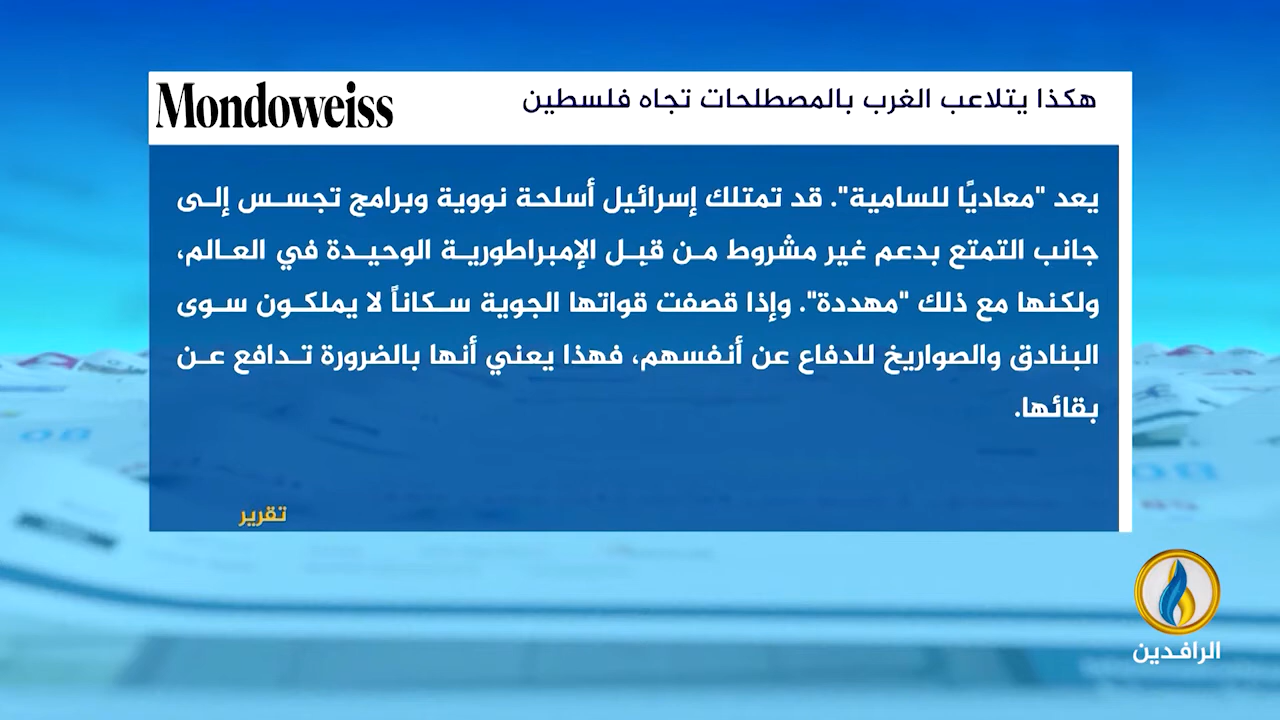 Mondoweiss
هكذا يتلاعب الغرب بالمصطلحات تجاه فلسطين
يعد "معاديًا للسامية". قد تمتلك إسرائيل أسلحة نووية وبرامج تجسس إلى
جانب التمتع بدعم غير مشروط من قبل الإمبراطورية الوحيدة في العالم،
ولكنها مع ذلك "مهددة". وإذا قصفت قواتها الجوية سكاناً لا يملكون سوى
البنادق والصواريخ للدفاع عن أنفسهم، فهذا يعني أنها بالضرورة تدافع عن
بقائها.
تقرير
الرافدين